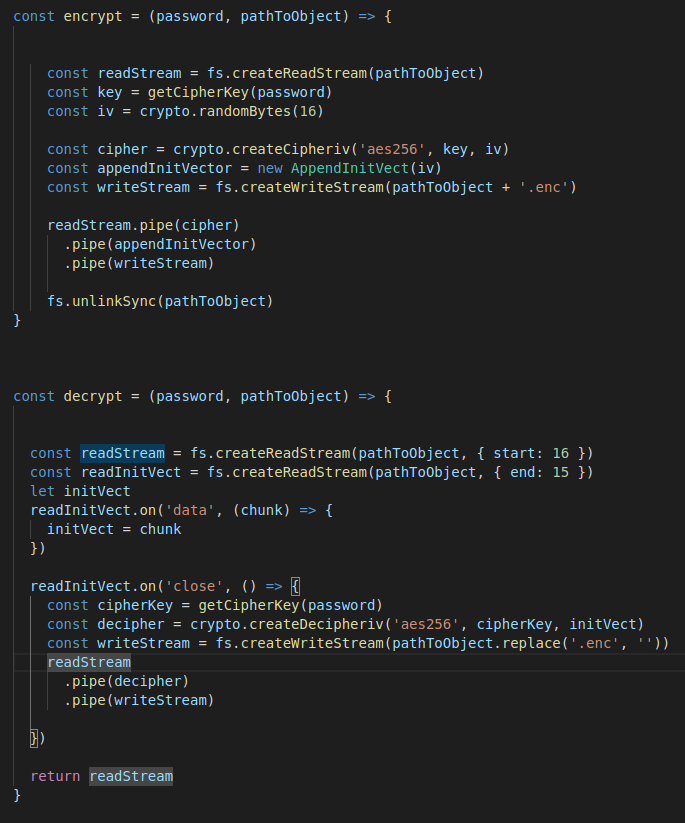 const encrypt = (password, pathToObject) => {
const readStream = fs.createReadStream(pathToObject)
const key = getCipherKey(password)
const iv = crypto.randomBytes(16)
const cipher = crypto.createCipheriv('aes256', key, iv)
const appendInitVector = new AppendInitVect(iv)
const writeStream = fs.createWriteStream(pathToObject + '.enc')
readStream.pipe(cipher)
.pipe(appendInitVector)
.pipe(writeStream)
fs.unlinkSync(pathToObject)
}
const decrypt = (password, pathToObject) => {
const readStream = fs.createReadStream(pathToObject, { start: 16 })
const readInitVect = fs.createReadStream(pathToObject, { end: 15 })
let initVect
readInitVect.on('data', (chunk) => {
initVect = chunk
})
readInitVect.on('close', () => {
const cipherKey = getCipherKey(password)
const decipher = crypto.createDecipheriv('aes256', cipherKey, initVect)
const writeStream = fs.createWriteStream(pathToObject.replace('.enc', ''))
readStream
.pipe(decipher)
.pipe(writeStream)
})
return readStream
}